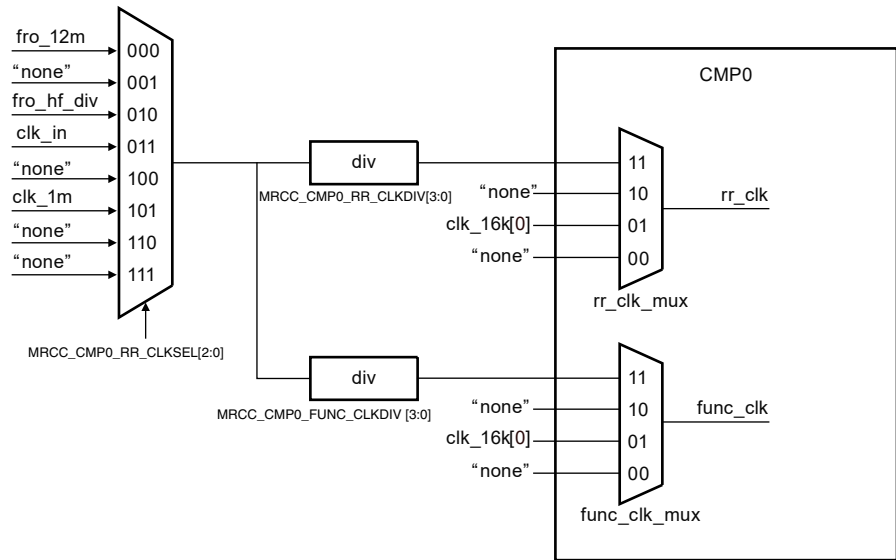 fro_12m
000
“none”
001
fro_hf_div
010
clk_in
011
“none”
100
clk_1m
101
“none”
110
“none”
111
MRCC_CMP0_RR_CLKSEL[2:0]
div
MRCC_CMP0_RR_CLKDIV[3:0]
div
MRCC_CMP0_FUNC_CLKDIV [3:0]
CMP0
11
“none”
10
clk_16k[0]
01
“none”
00
rr_clk
rr_clk_mux
11
“none”
10
clk_16k[0]
01
“none”
00
func_clk
func_clk_mux